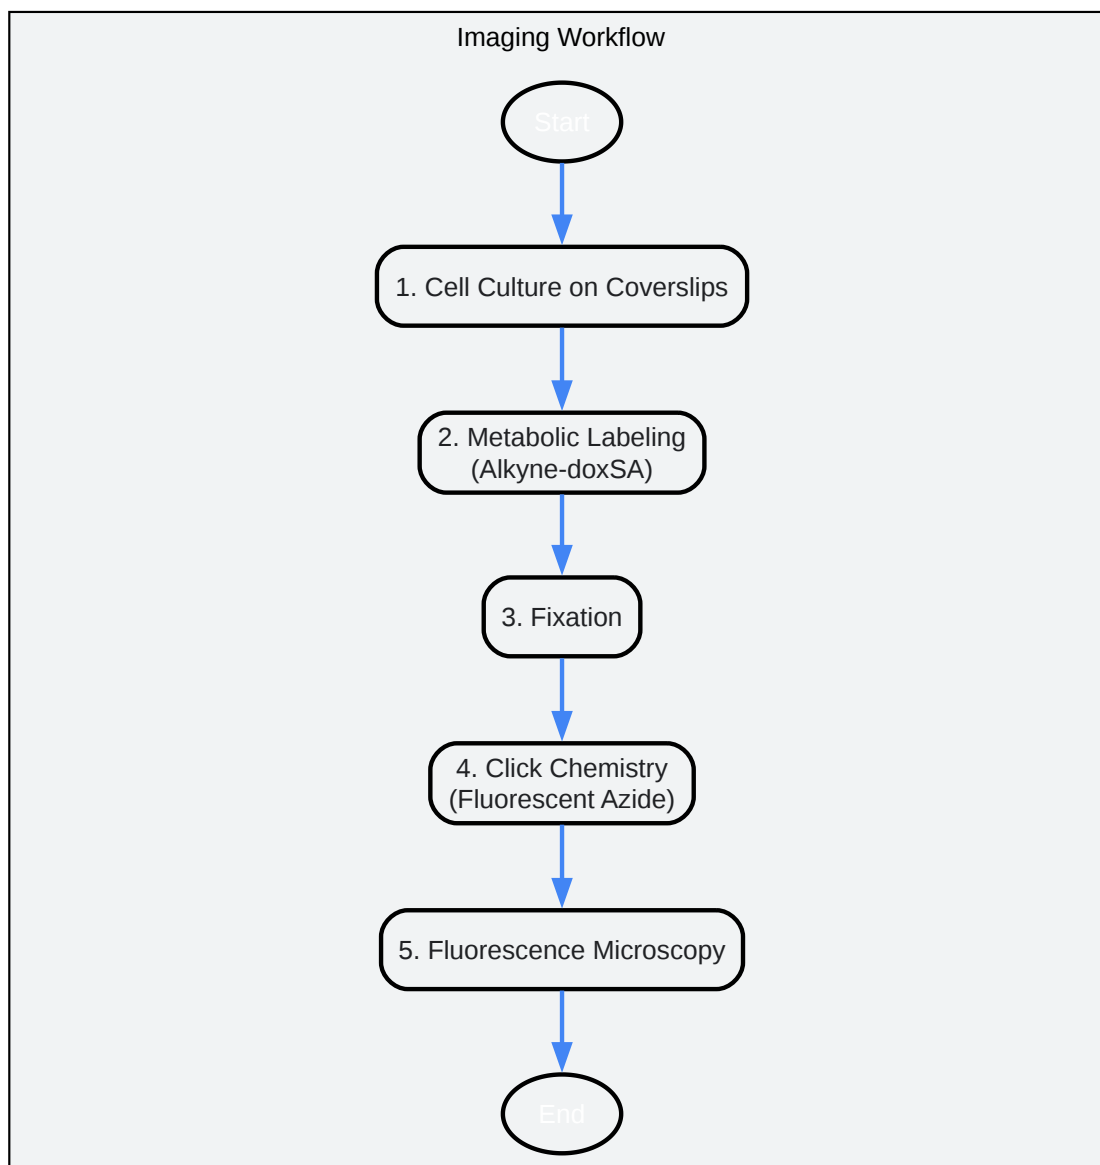 Imaging Workflow
Start
1. Cell Culture on Coverslips
2. Metabolic Labeling
(Alkyne-doxSA)
3. Fixation
4. Click Chemistry
(Fluorescent Azide)
5. Fluorescence Microscopy
End